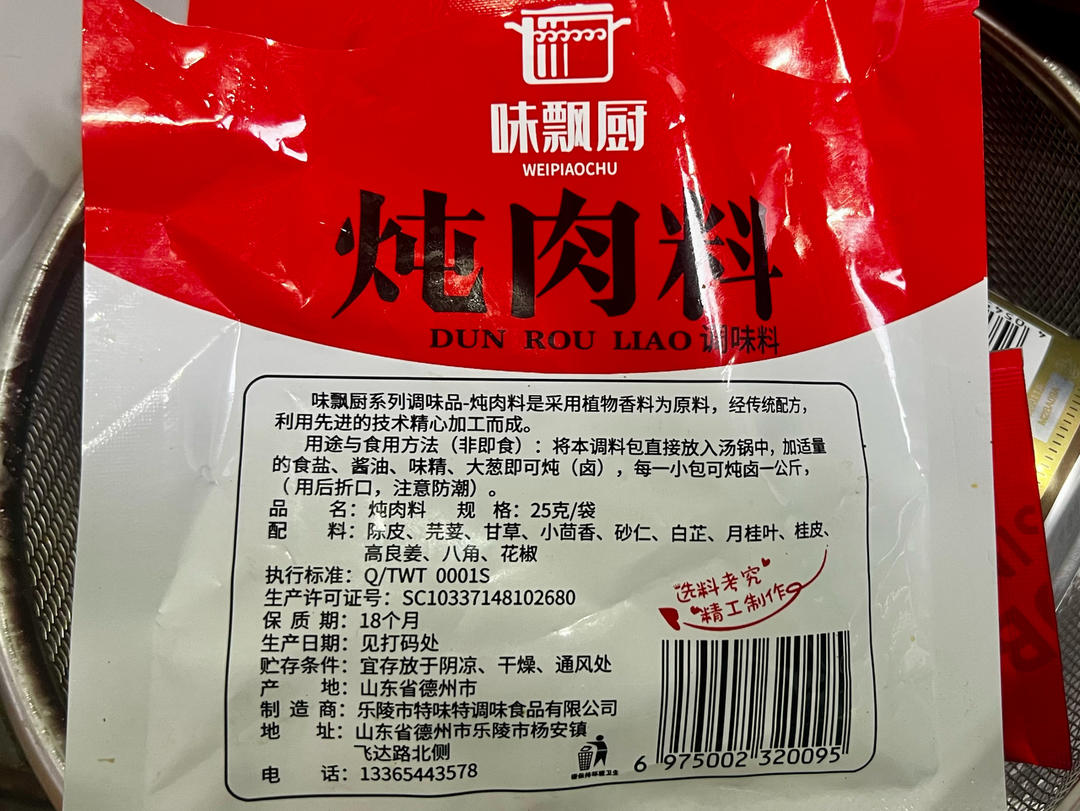 味飘厨
WEIPIAOCHU
炖肉料
DUN ROU LIAO 调味料
味飘厨系列调味品-炖肉料是采用植物香料为原料，经传统配方，
利用先进的技术精心加工而成。
用途与食用方法（非即食）：将本调料包直接放入汤锅中，加适量
的食盐、酱油、味精、大葱即可炖（卤），每一小包可炖卤一公斤，
（用后折口，注意防潮）。
品 名：炖肉料 规 格：25克/袋
配 料：陈皮、芫荽、甘草、小茴香、砂仁、白芷、月桂叶、桂皮、
高良姜、八角、花椒
执行标准：Q/TWT 0001S
生产许可证号：SC10337148102680
保 质 期：18个月
生产日期：见打码处
贮存条件：宜存放于阴凉、干燥、通风处
产 地：山东省德州市
制 造 商：乐陵市特味特调味食品有限公司
地 址：山东省德州市乐陵市杨安镇
飞达路北侧
电 话：13365443578
选料考究
精工制作
请保持环境卫生
6 975002 320095